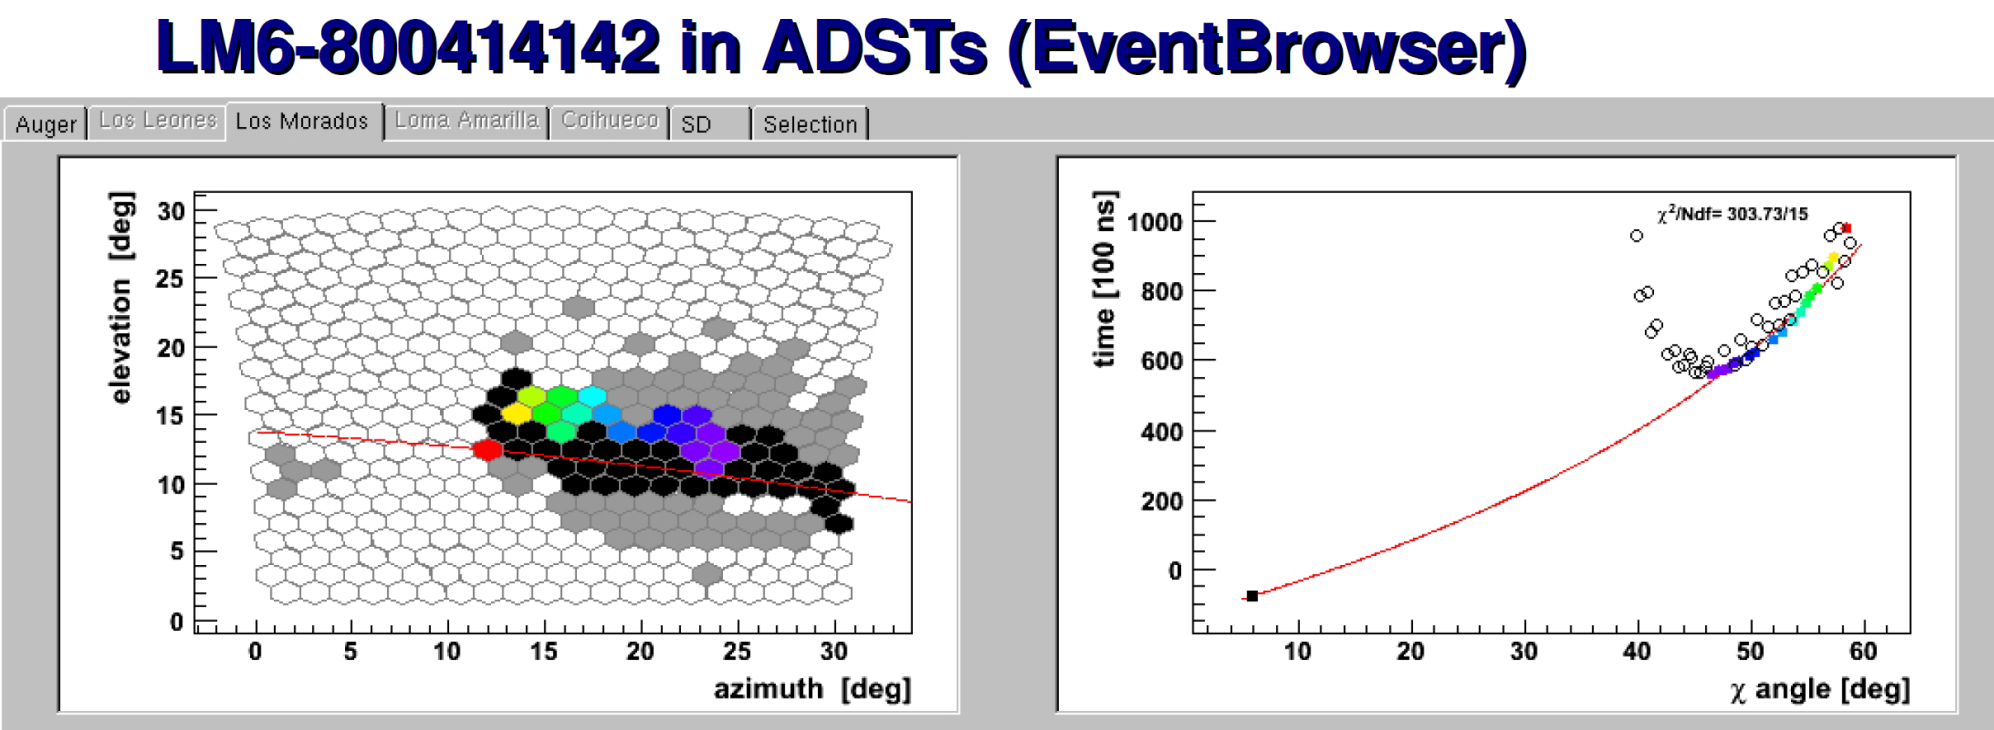 LM6-800414142 in ADSTs (EventBrowser)
Auger Los Leones Los Morados Loma Amarilla Coihueco SD Selection
elevation [deg]
30
25
20
15
10
5
0
0 5 10 15 20 25 30
azimuth [deg]
time [100 ns]
χ²/Ndf= 303.73/15
1000
800
600
400
200
0
10 20 30 40 50 60
χ angle [deg]